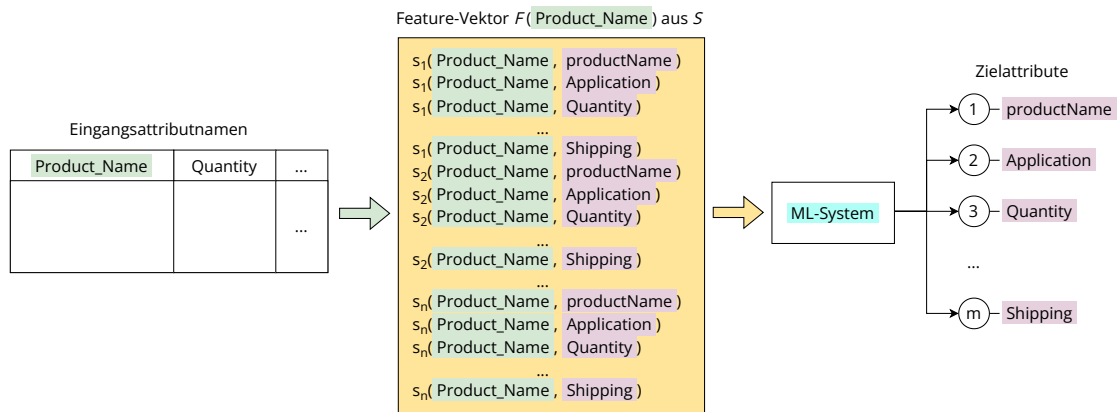 Feature-Vektor F(Product_Name) aus S
Eingangsattributnamen
Product_Name Quantity ...
...
s1(Product_Name, productName)
s1(Product_Name, Application)
s1(Product_Name, Quantity)
...
s1(Product_Name, Shipping)
s2(Product_Name, productName)
s2(Product_Name, Application)
s2(Product_Name, Quantity)
...
s2(Product_Name, Shipping)
...
sn(Product_Name, productName)
sn(Product_Name, Application)
sn(Product_Name, Quantity)
...
sn(Product_Name, Shipping)
ML-System
Zielattribute
1 productName
2 Application
3 Quantity
...
m Shipping